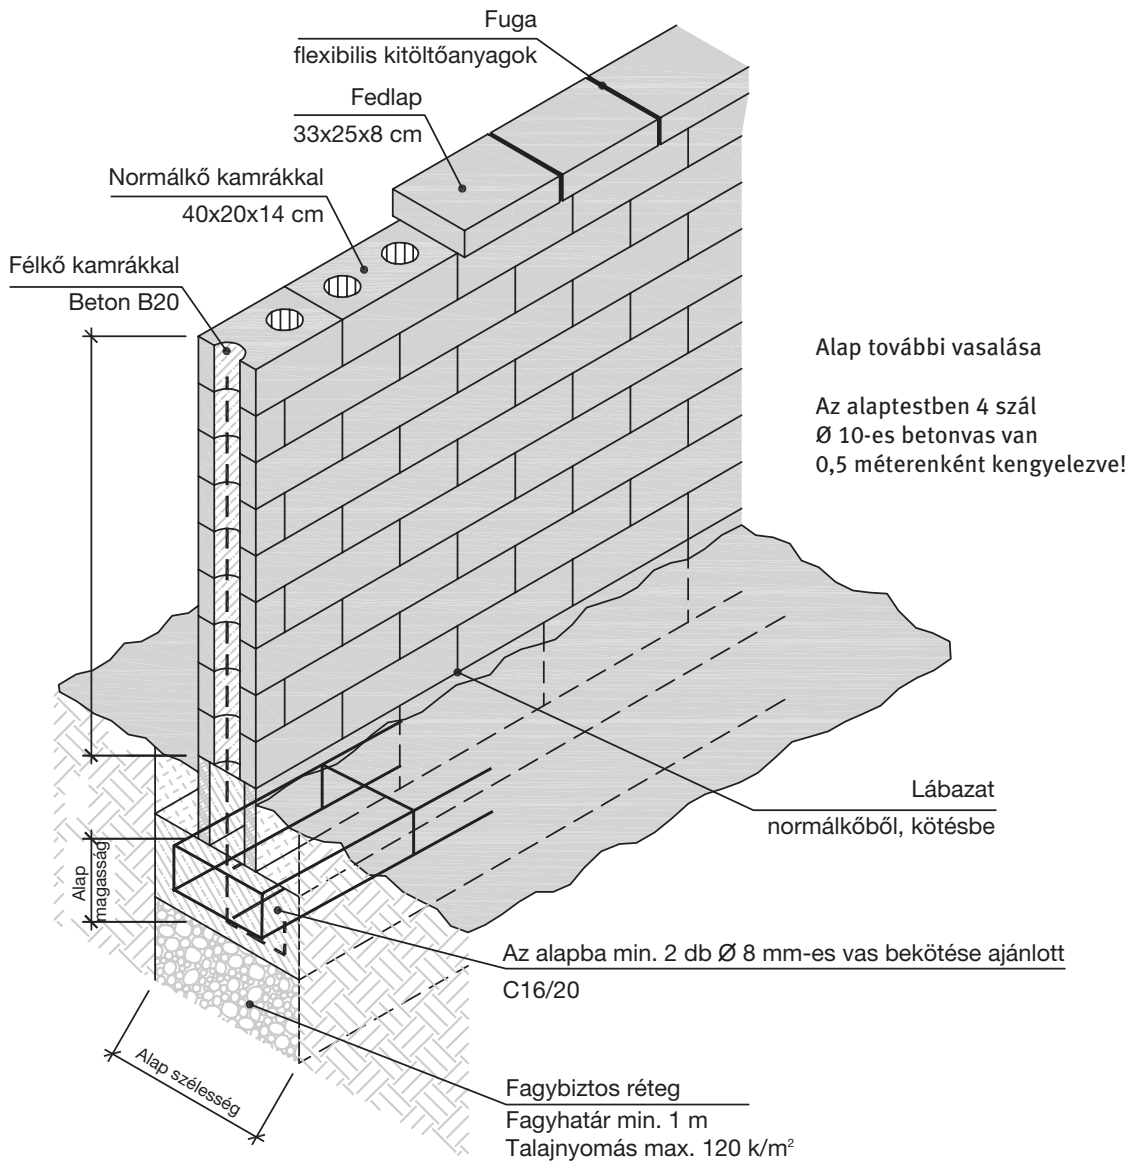 Fuga
flexibilis kitöltőanyagok
Fedlap
33x25x8 cm
Normálkő kamrákkal
40x20x14 cm
Félkő kamrákkal
Beton B20
Alap további vasalása
Az alaptestben 4 szál
Ø 10-es betonvas van
0,5 méterenként kengyelezve!
Lábazat
normálkőből, kötésbe
Alap
magasság
Az alapba min. 2 db Ø 8 mm-es vas bekötése ajánlott
C16/20
Alap szélesség
Fagybiztos réteg
Fagyhatár min. 1 m
Talajnyomás max. 120 k/m²